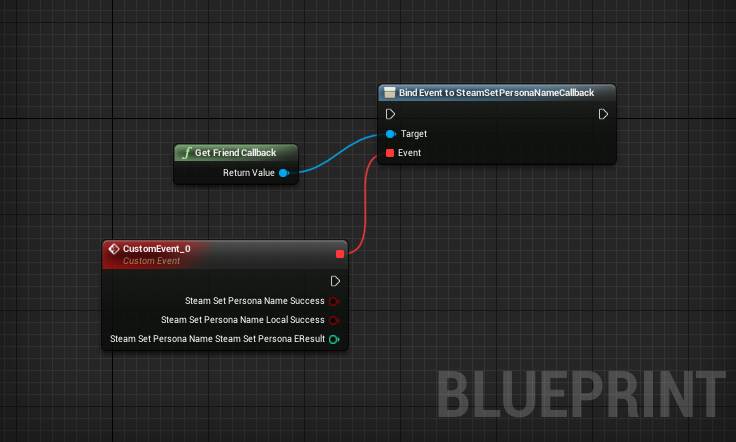 Bind Event to SteamSetPersonaNameCallback
Target
Event
f Get Friend Callback
Return Value
CustomEvent_0
Custom Event
Steam Set Persona Name Success
Steam Set Persona Name Local Success
Steam Set Persona Name Steam Set Persona EResult
BLUEPRINT